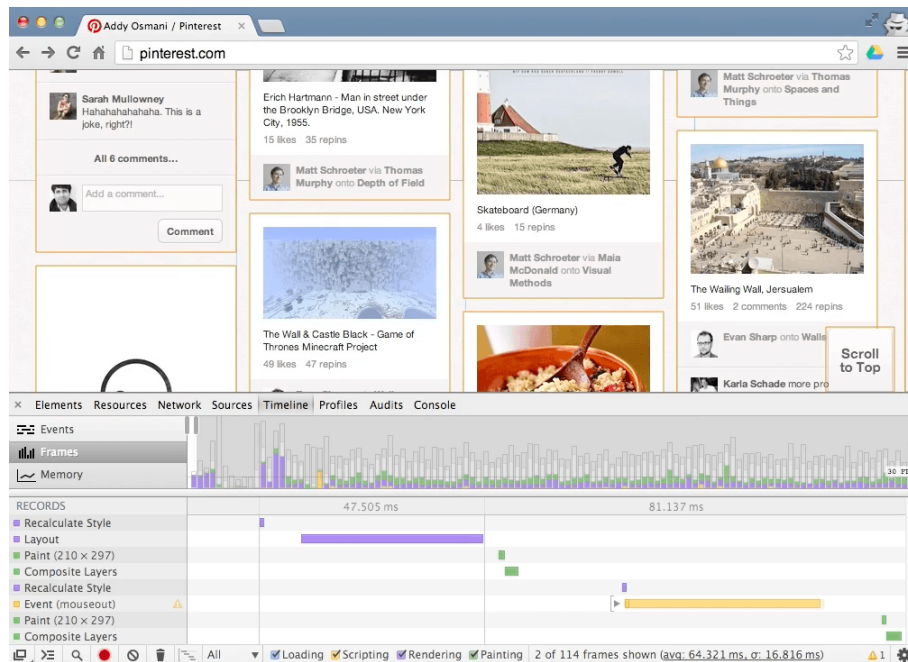 Addy Osmani / Pinterest
pinterest.com
Sarah Mullowney
Hahahahahahaha. This is a
joke, right?!
All 6 comments...
Add a comment...
Comment
Erich Hartmann - Man in street under
the Brooklyn Bridge, USA. New York
City, 1955.
15 likes 35 repins
Matt Schroeter via Thomas
Murphy onto Depth of Field
The Wall & Castle Black - Game of
Thrones Minecraft Project
49 likes 47 repins
Skateboard (Germany)
4 likes 15 repins
Matt Schroeter via Maia
McDonald onto Visual
Methods
Matt Schroeter via Thomas
Murphy onto Spaces and
Things
The Wailing Wall, Jersualem
51 likes 2 comments 224 repins
Evan Sharp onto Walls
Karla Schade more pro
Scroll
to Top
Elements Resources Network Sources Timeline Profiles Audits Console
Events
Frames
Memory
30 F
RECORDS
47.505 ms 81.137 ms
Recalculate Style
Layout
Paint (210 × 297)
Composite Layers
Recalculate Style
Event (mouseout)
Paint (210 × 297)
Composite Layers
All Loading Scripting Rendering Painting 2 of 114 frames shown (avg: 64.321 ms, σ: 16.816 ms) 1